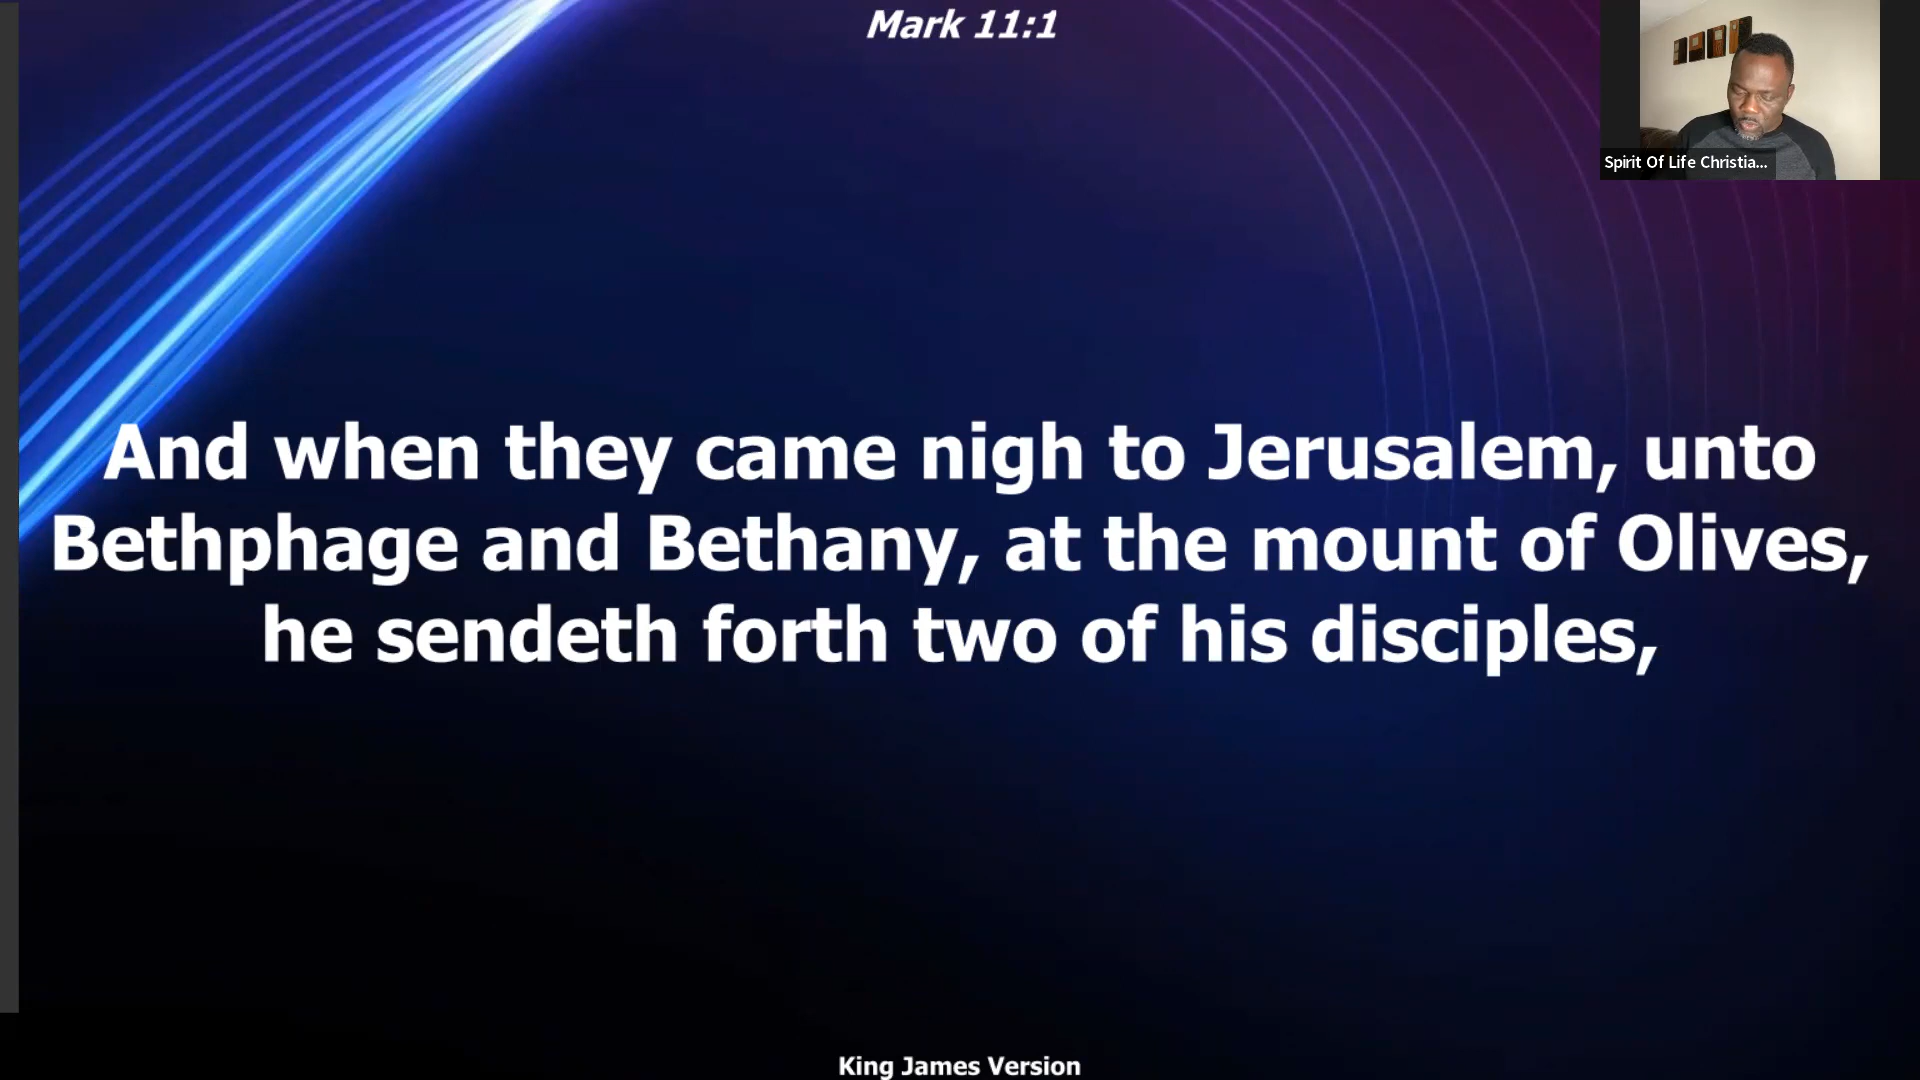 Mark 11:1
Spirit Of Life Christia...
And when they came nigh to Jerusalem, unto
Bethphage and Bethany, at the mount of Olives,
he sendeth forth two of his disciples,
King James Version